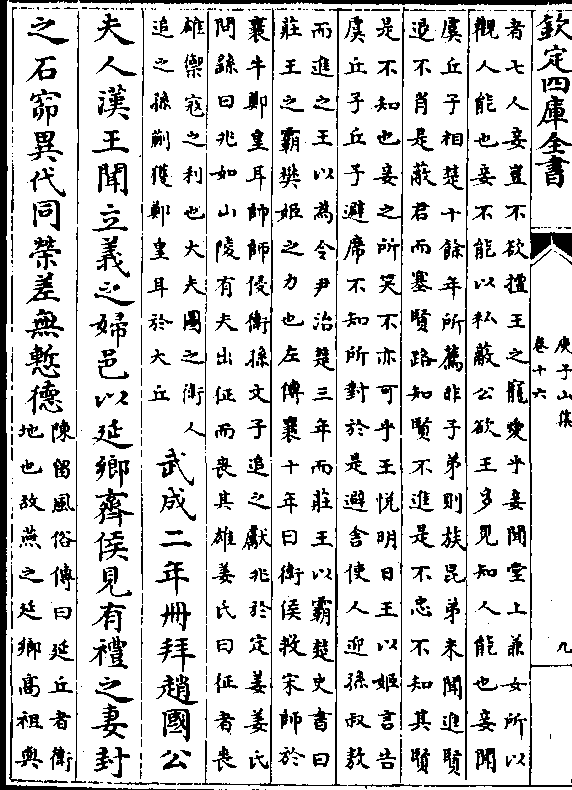 欽定四庫全書
庚子山集
卷十六
九
者七人妾豈不欲擅王之寵愛乎妾聞堂上兼女所以
觀人能也妾不能以私蔽公欲王多見知人能也妾聞
虞丘子相楚十餘年所薦非子弟則族昆弟未聞進賢
退不肖是蔽君而塞賢路知賢不進是不忠不知其賢
是不知也妾之所笑不亦可乎王悅明日王以姬言告
虞丘子丘子避席不知所對於是避舍使人迎孫叔敖
而進之王以為令尹治楚三年而莊王以霸楚史書曰
莊王之霸樊姬之力也左傳襄十年曰衛侯救宋師於
襄牛鄭皇耳帥師侵衛孫文子追之獻兆於定姜姜氏
問繇曰兆如山陵有夫出征而喪其雄姜氏曰征者喪
雄禦寇之利也大夫圖之衛人
追之孫蒯獲鄭皇耳於大丘
武成二年冊拜趙國公
夫人漢王聞立義之婦邑以延鄉齊侯見有禮之妻封
之石窌異代同榮差無慙德
陳留風俗傳曰延丘者衛
地也故燕之延鄉高祖與